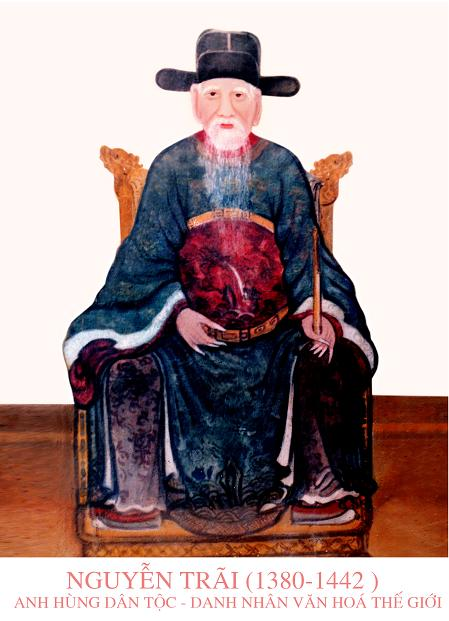 NGUYỄN TRÃI (1380-1442 )
ANH HÙNG DÂN TỘC - DANH NHÂN VĂN HOÁ THẾ GIỚI